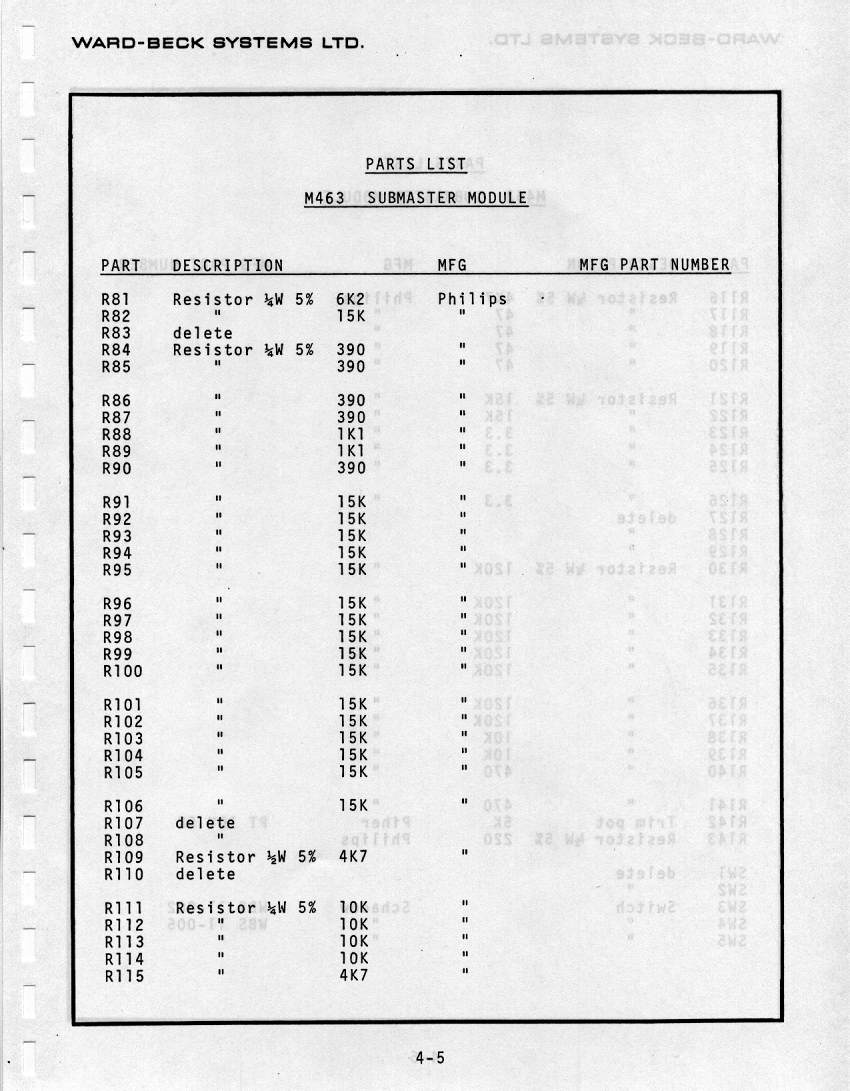 WARD-BECK SYSTEMS LTD.
PARTS LIST
M463 SUBMASTER MODULE
PART DESCRIPTION MFG MFG PART NUMBER
R81 Resistor ¼W 5% 6K2 Philips
R82 " 15K "
R83 delete
R84 Resistor ¼W 5% 390 "
R85 " 390 "
R86 " 390 "
R87 " 390 "
R88 " 1K1 "
R89 " 1K1 "
R90 " 390 "
R91 " 15K "
R92 " 15K "
R93 " 15K "
R94 " 15K "
R95 " 15K "
R96 " 15K "
R97 " 15K "
R98 " 15K "
R99 " 15K "
R100 " 15K "
R101 " 15K "
R102 " 15K "
R103 " 15K "
R104 " 15K "
R105 " 15K "
R106 " 15K "
R107 delete
R108 "
R109 Resistor ½W 5% 4K7 "
R110 delete
R111 Resistor ¼W 5% 10K "
R112 " 10K "
R113 " 10K "
R114 " 10K "
R115 " 4K7 "
4-5